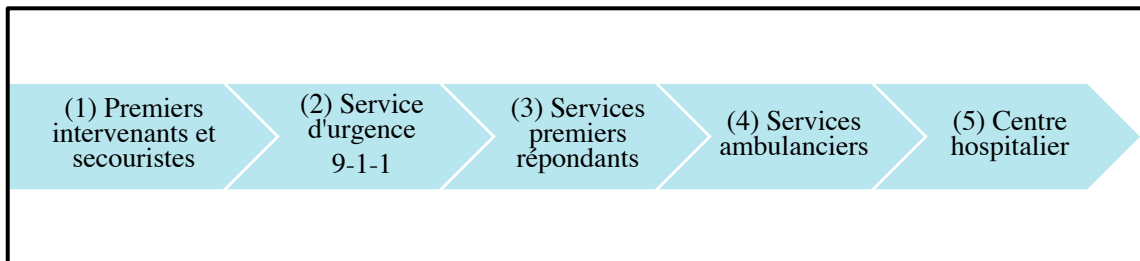 (1) Premiers
intervenants et
secouristes
(2) Service
d'urgence
9-1-1
(3) Services
premiers
répondants
(4) Services
ambulanciers
(5) Centre
hospitalier